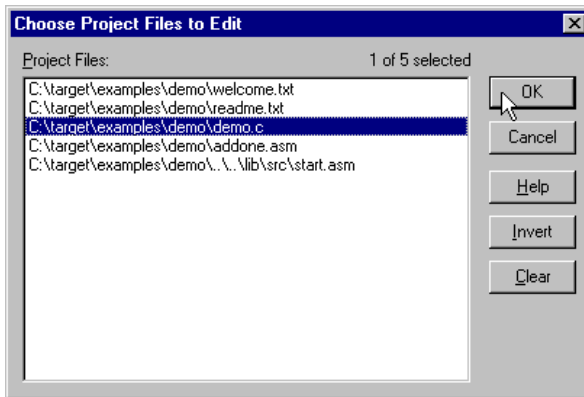 Choose Project Files to Edit
Project Files: 1 of 5 selected
C:\target\examples\demo\welcome.txt
C:\target\examples\demo\readme.txt
C:\target\examples\demo\demo.c
C:\target\examples\demo\addone.asm
C:\target\examples\demo\..\..\lib\src\start.asm
OK
Cancel
Help
Invert
Clear